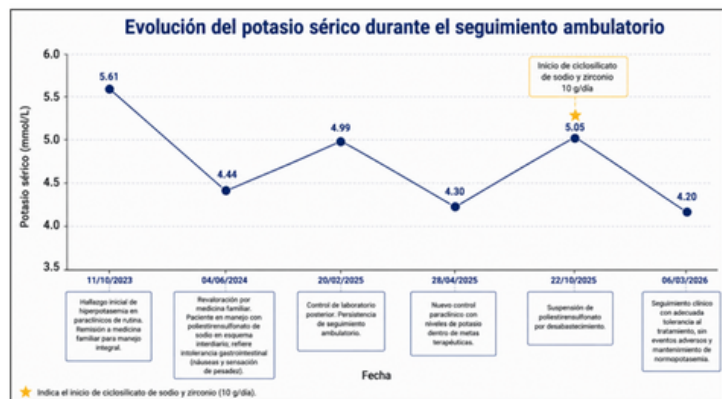 Evolución del potasio sérico durante el seguimiento ambulatorio
Potasio sérico (mmol/L)
6.0
5.5
5.0
4.5
4.0
3.5
5.61
4.44
4.99
4.30
Inicio de ciclosilicato
de sodio y zirconio
10 g/día
5.05
4.20
11/10/2023
Hallazgo inicial de
hiperpotasemia en
paraclínicos de rutina.
Remisión a medicina
familiar para manejo
integral.
04/06/2024
Revaloración por
medicina familiar.
Paciente en manejo con
poliestirensulfonato de
sodio en esquema
interdiario; refiere
intolerancia gastrointestinal
(náuseas y sensación
de pesadez).
20/02/2025
Control de laboratorio
posterior. Persistencia
de seguimiento
ambulatorio.
28/04/2025
Nuevo control
paraclínico con
niveles de potasio
dentro de metas
terapéuticas.
22/10/2025
Suspensión de
poliestirensulfonato
por desabastecimiento.
06/03/2026
Seguimiento clínico
con adecuada
tolerancia al
tratamiento, sin
eventos adversos y
mantenimiento de
normopotasemia.
Fecha
Indica el inicio de ciclosilicato de sodio y zirconio (10 g/día).